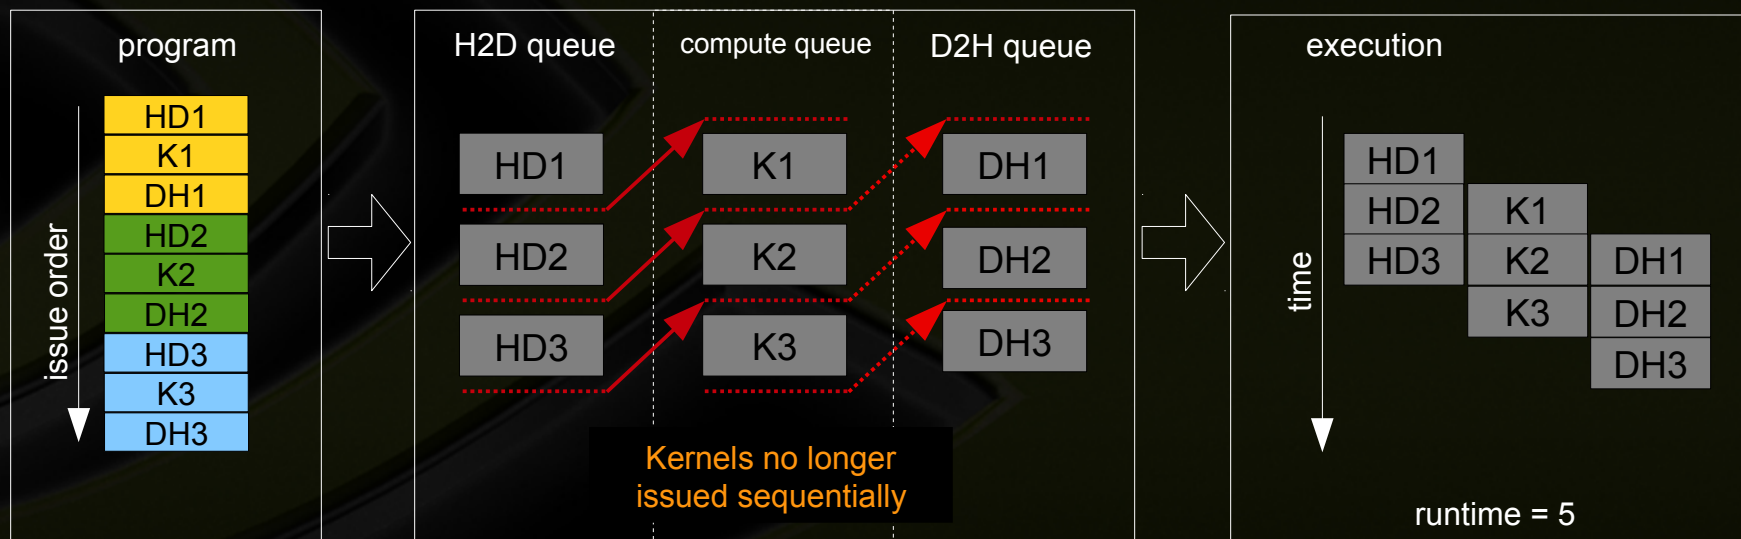 program
issue order
HD1
K1
DH1
HD2
K2
DH2
HD3
K3
DH3
H2D queue
HD1
HD2
HD3
compute queue
K1
K2
K3
D2H queue
DH1
DH2
DH3
Kernels no longer
issued sequentially
execution
time
HD1
HD2 K1
HD3 K2 DH1
K3 DH2
DH3
runtime = 5